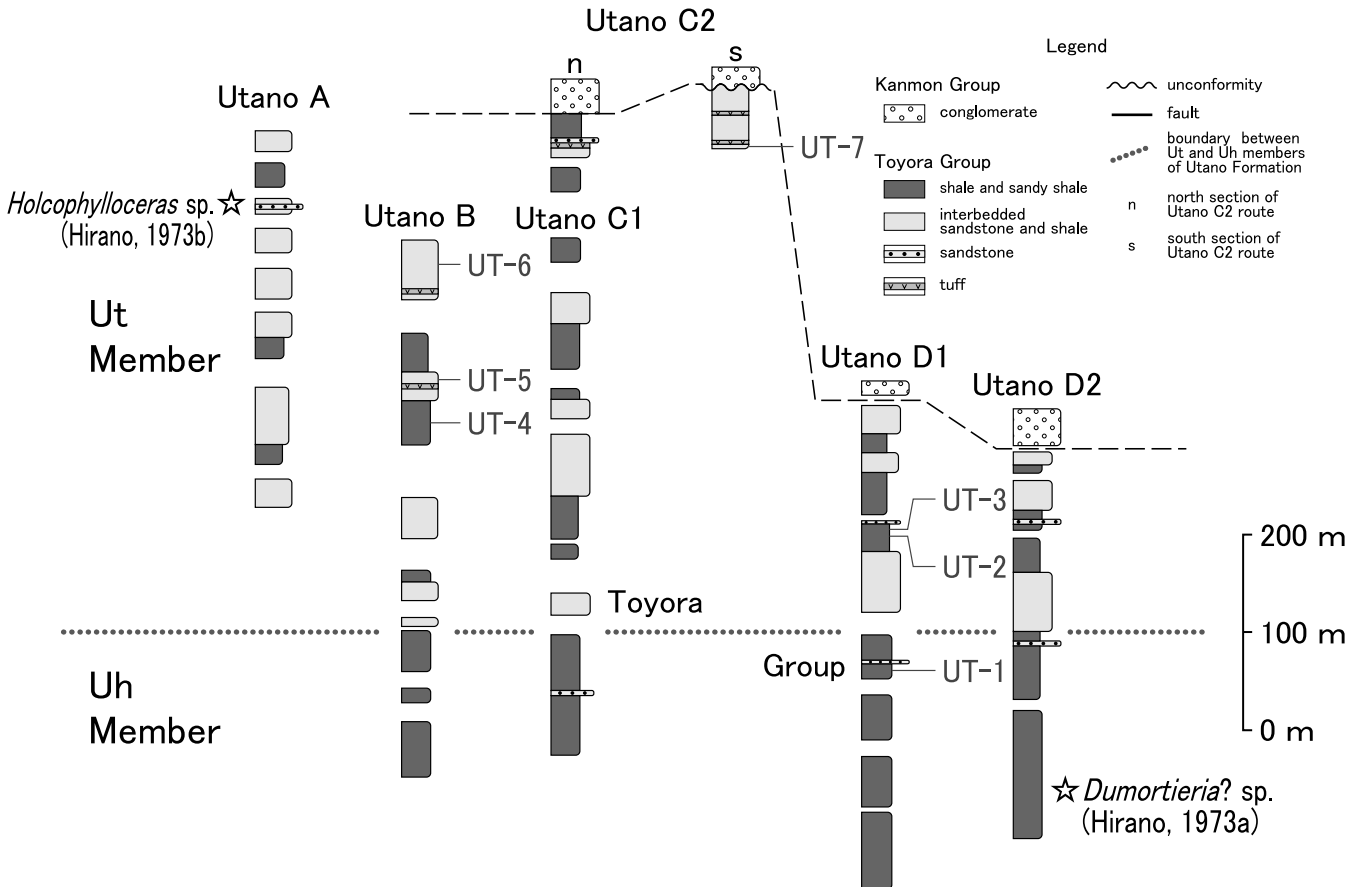 Utano C2
n
s
Utano A
Holcophylloceras sp.
(Hirano, 1973b)
Utano B
Utano C1
UT-7
UT-6
UT-5
UT-4
Ut
Member
Utano D1
Utano D2
UT-3
UT-2
UT-1
Toyora
Group
Uh
Member
Dumortieria? sp.
(Hirano, 1973a)
200 m
100 m
0 m
Legend
Kanmon Group
conglomerate
Toyora Group
shale and sandy shale
interbedded
sandstone and shale
sandstone
tuff
unconformity
fault
boundary between
Ut and Uh members
of Utano Formation
n
north section of
Utano C2 route
s
south section of
Utano C2 route